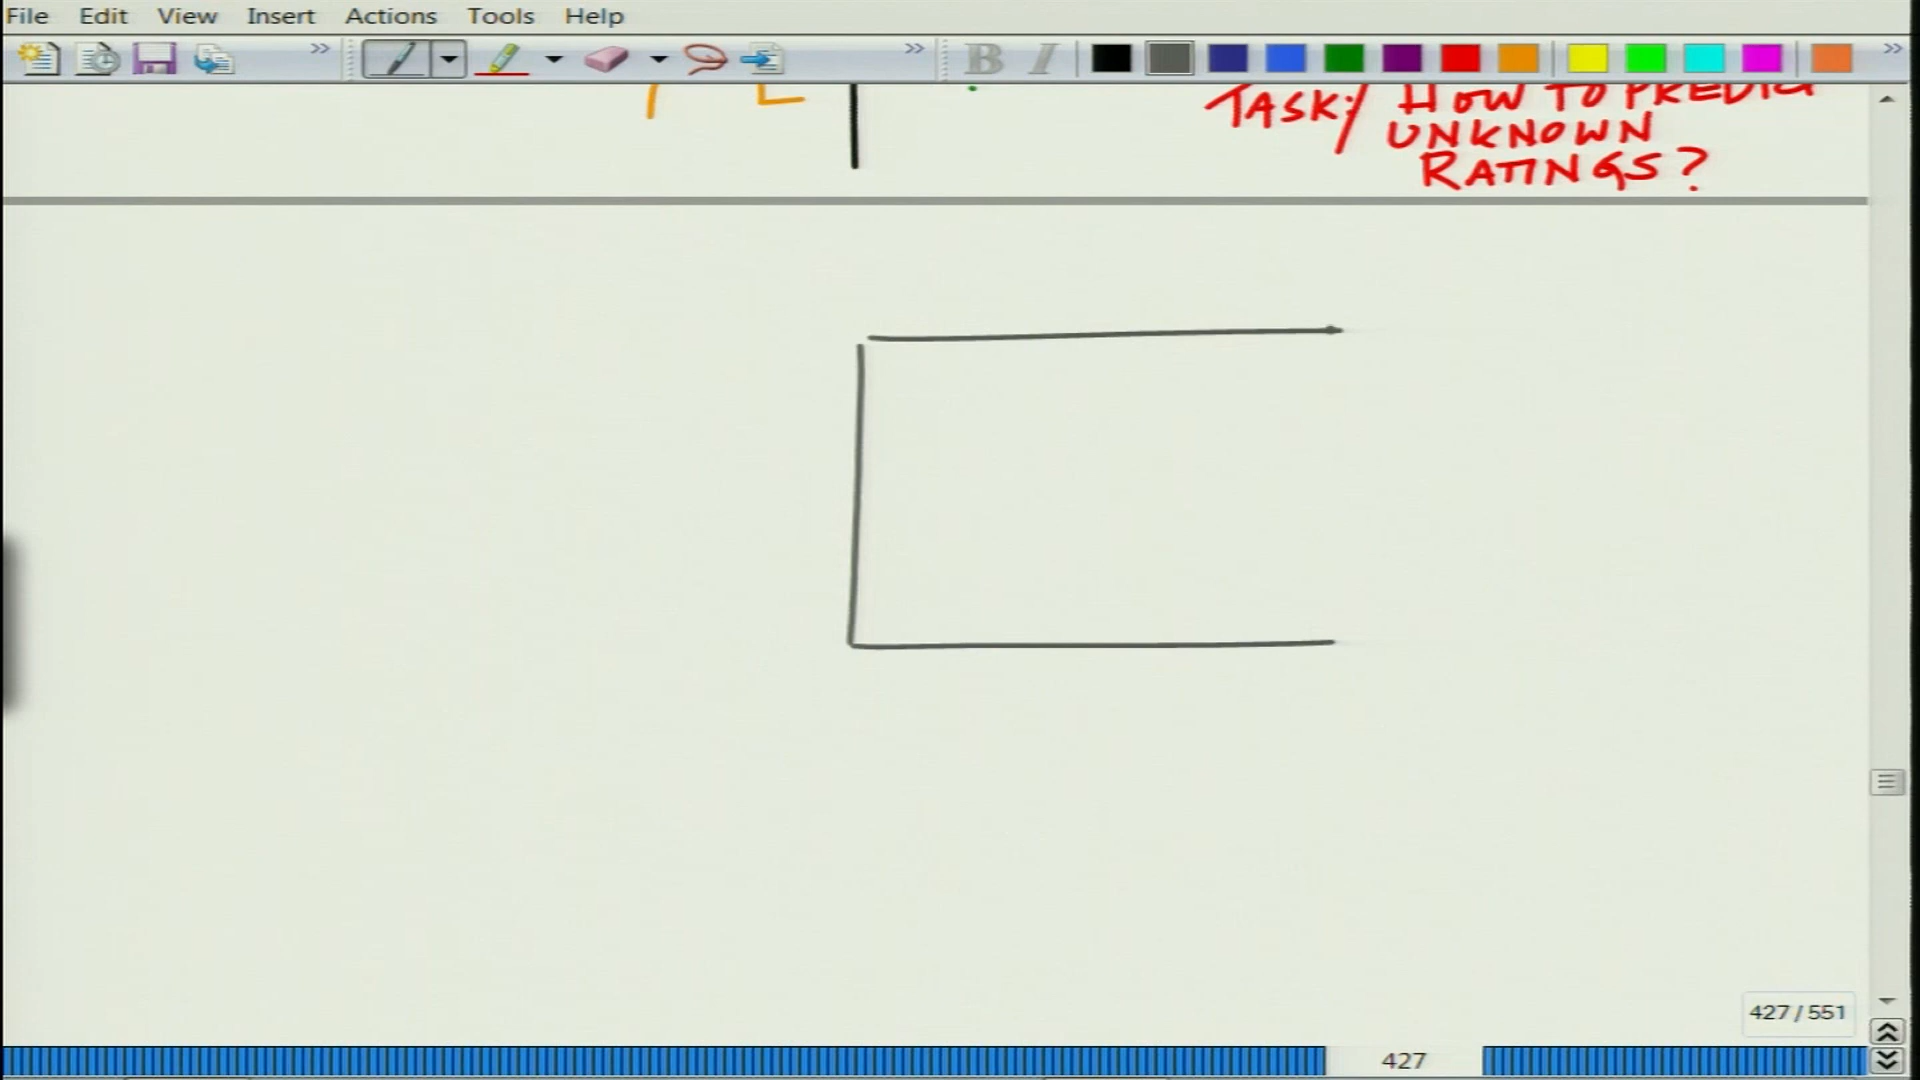 File Edit View Insert Actions Tools Help
B I
TASK: HOW TO PREDICT
UNKNOWN
RATINGS?
427 / 551
427